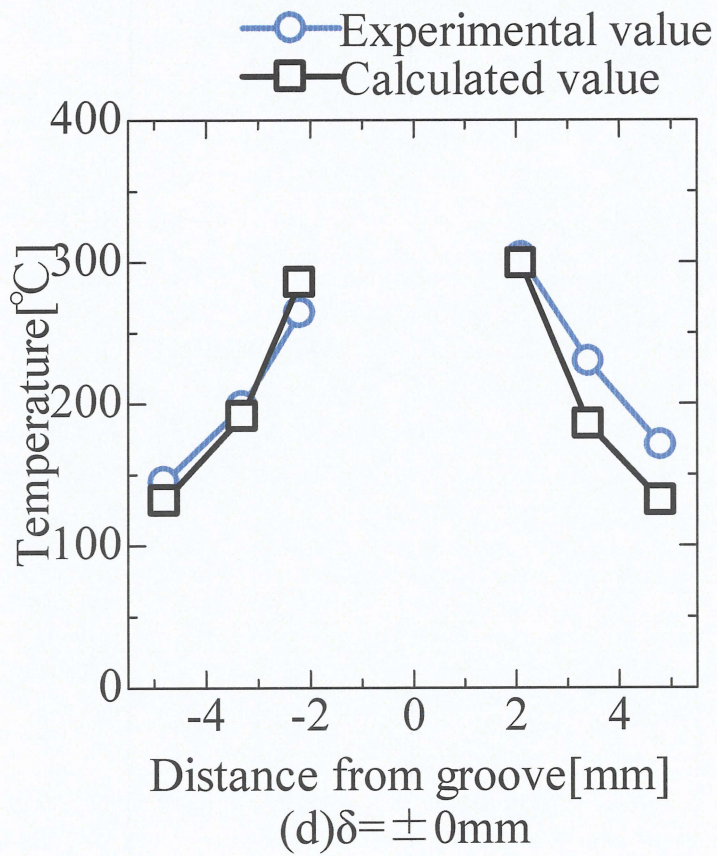 Experimental value
Calculated value
400
300
200
100
0
Temperature[℃]
-4 -2 0 2 4
Distance from groove[mm]
(d)δ=±0mm